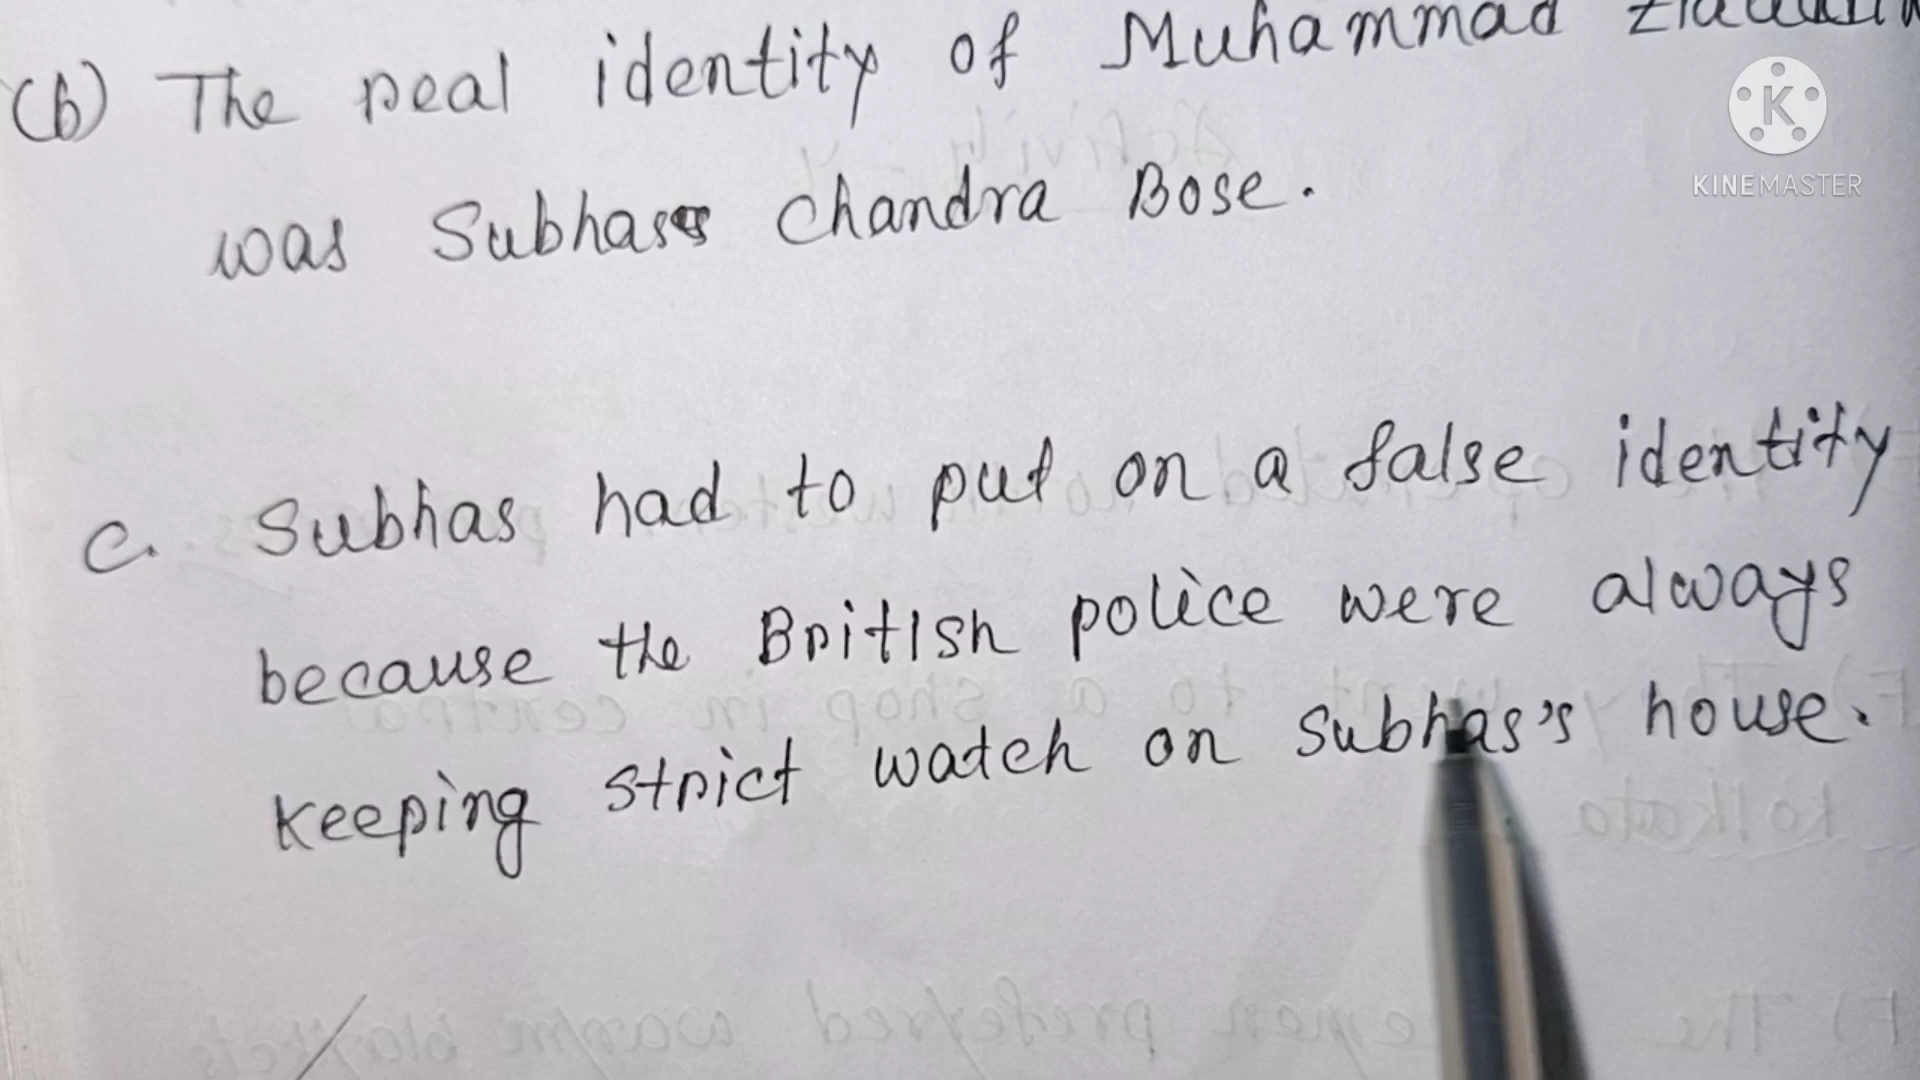 (b) The real identity of Muhammad
was Subhas Chandra Bose.
c. Subhas had to put on a false identity
because the British police were always
keeping strict watch on Subhas's house.
K
KINEMASTER